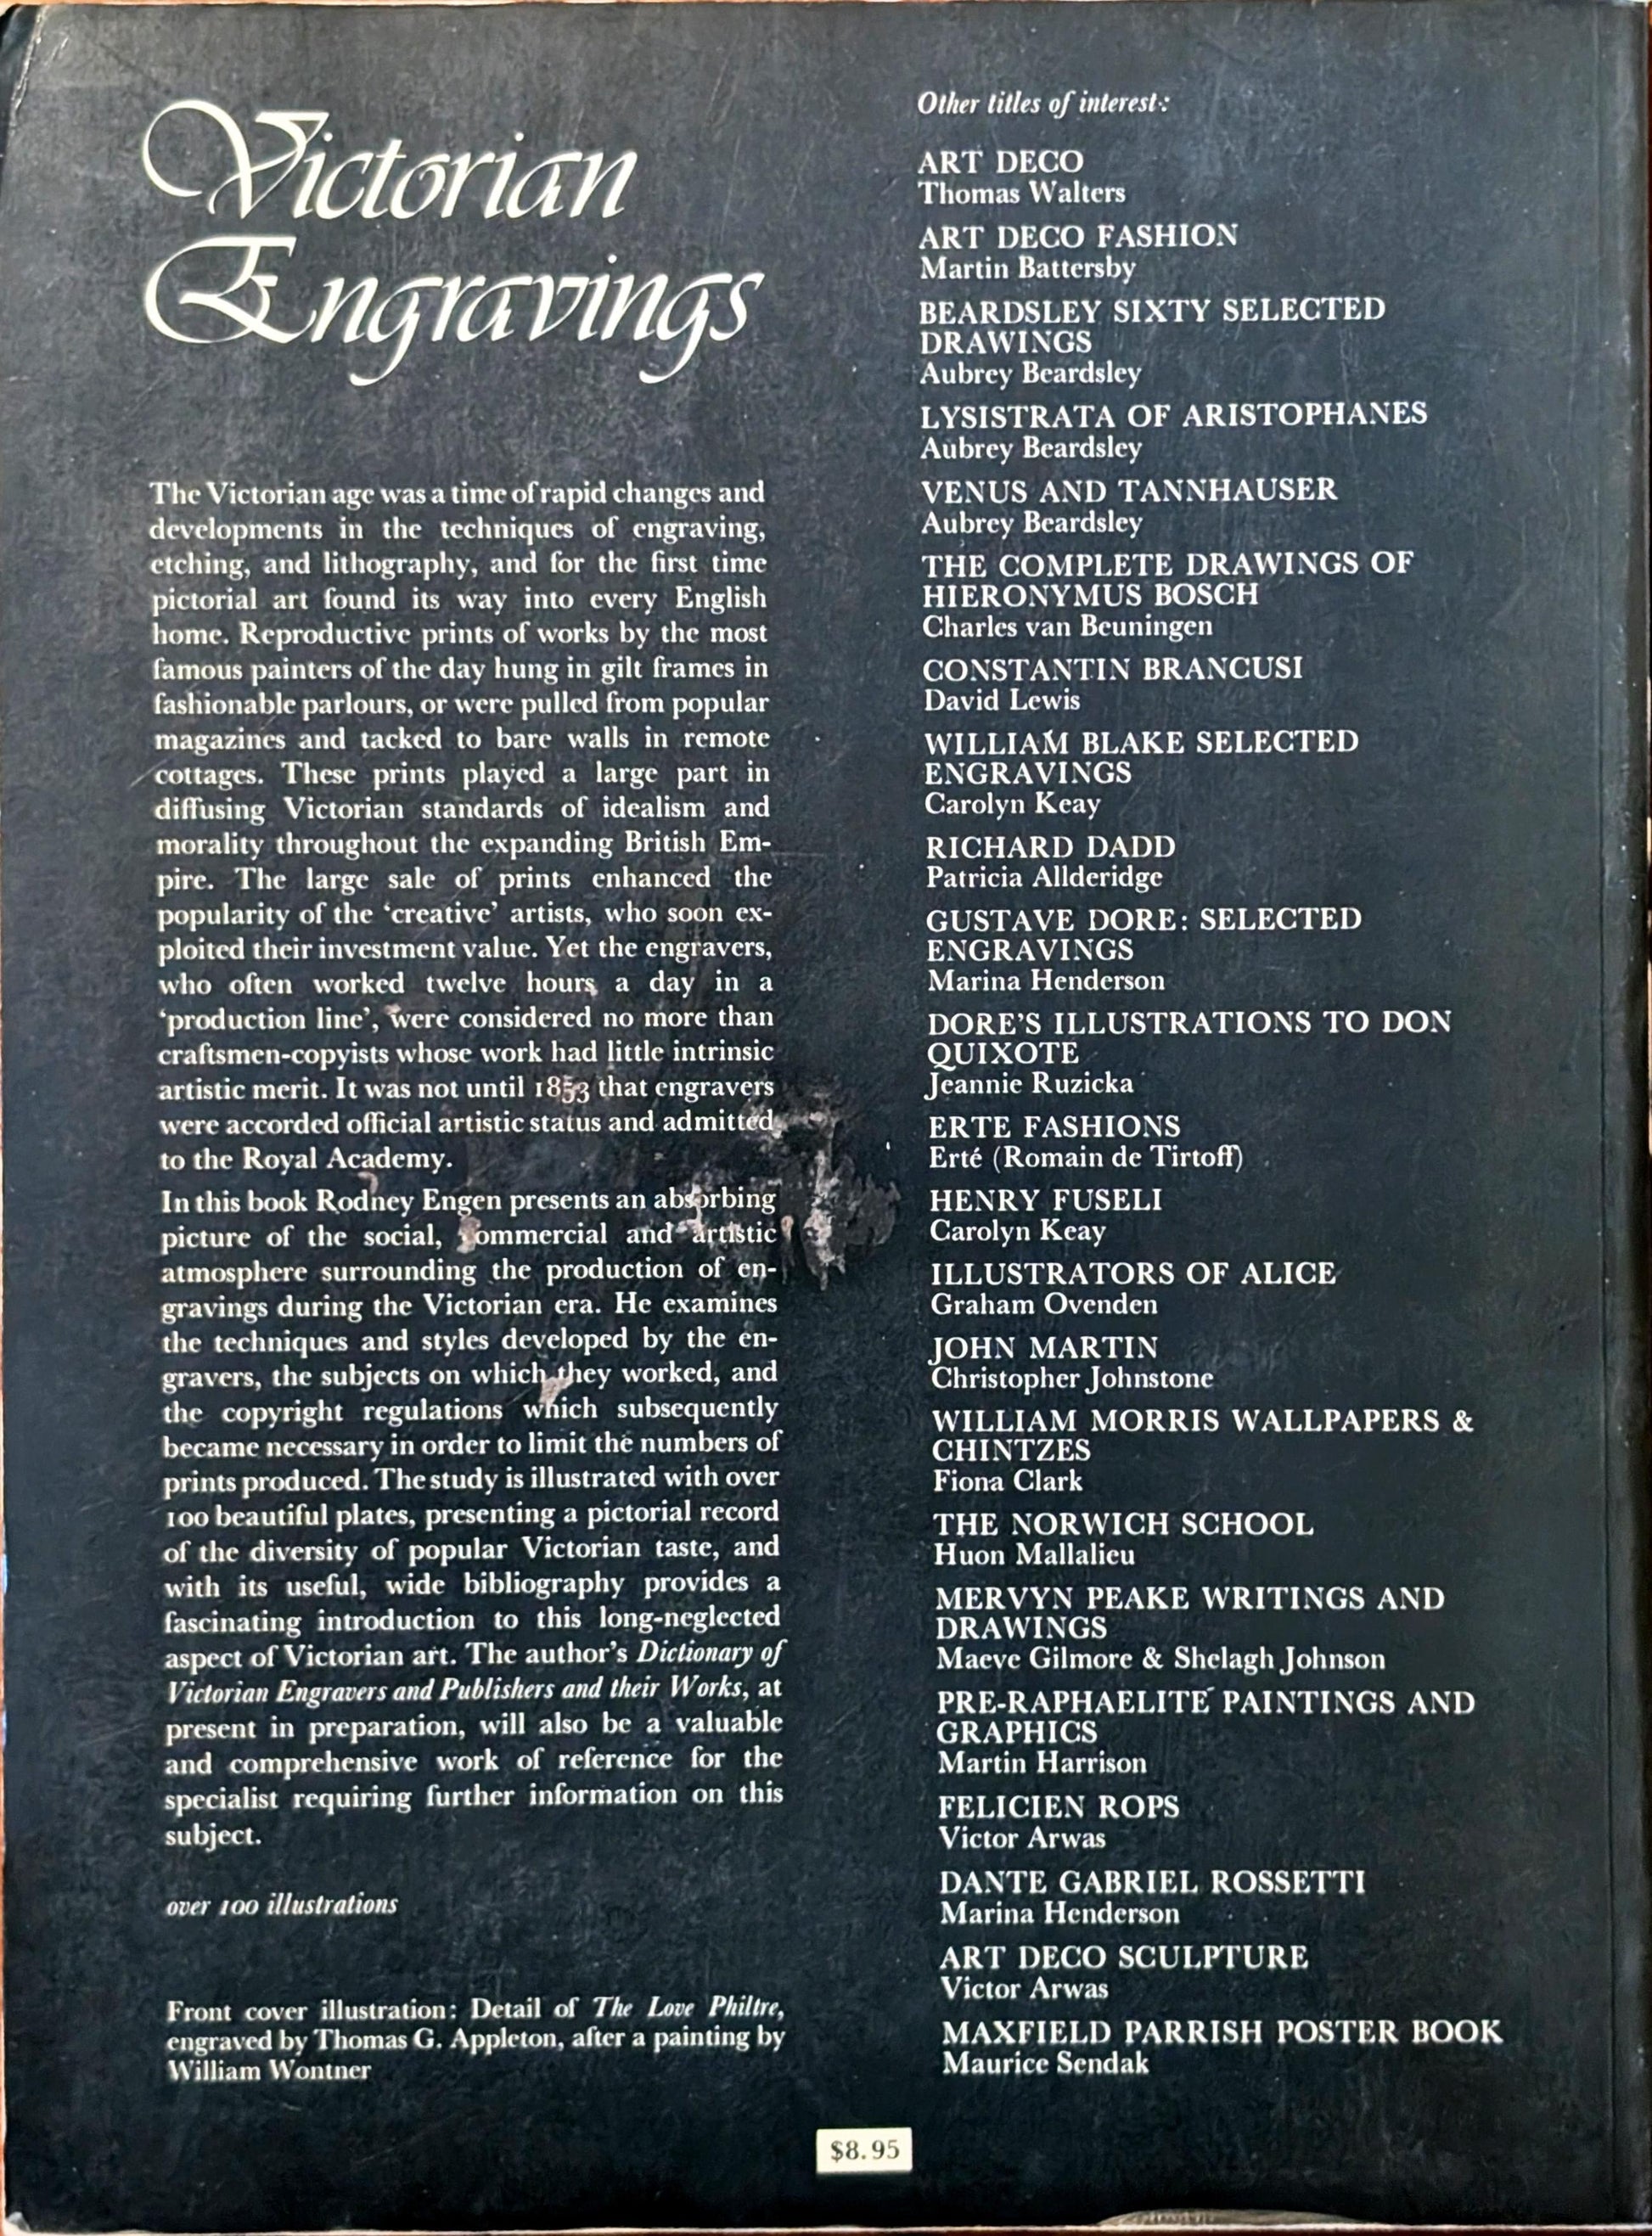 Victorian
Engravings
The Victorian age was a time of rapid changes and
developments in the techniques of engraving,
etching, and lithography, and for the first time
pictorial art found its way into every English
home. Reproductive prints of works by the most
famous painters of the day hung in gilt frames in
fashionable parlours, or were pulled from popular
magazines and tacked to bare walls in remote
cottages. These prints played a large part in
diffusing Victorian standards of idealism and
morality throughout the expanding British Em-
pire. The large sale of prints enhanced the
popularity of the ‘creative’ artists, who soon ex-
ploited their investment value. Yet the engravers,
who often worked twelve hours a day in a
‘production line’, were considered no more than
craftsmen-copyists whose work had little intrinsic
artistic merit. It was not until 1853 that engravers
were accorded official artistic status and admitted
to the Royal Academy.
In this book Rodney Engen presents an absorbing
picture of the social, commercial and artistic
atmosphere surrounding the production of en-
gravings during the Victorian era. He examines
the techniques and styles developed by the en-
gravers, the subjects on which they worked, and
the copyright regulations which subsequently
became necessary in order to limit the numbers of
prints produced. The study is illustrated with over
100 beautiful plates, presenting a pictorial record
of the diversity of popular Victorian taste, and
with its useful, wide bibliography provides a
fascinating introduction to this long-neglected
aspect of Victorian art. The author’s Dictionary of
Victorian Engravers and Publishers and their Works, at
present in preparation, will also be a valuable
and comprehensive work of reference for the
specialist requiring further information on this
subject.
over 100 illustrations
Front cover illustration: Detail of The Love Philtre,
engraved by Thomas G. Appleton, after a painting by
William Wontner
Other titles of interest:
ART DECO
Thomas Walters
ART DECO FASHION
Martin Battersby
BEARDSLEY SIXTY SELECTED
DRAWINGS
Aubrey Beardsley
LYSISTRATA OF ARISTOPHANES
Aubrey Beardsley
VENUS AND TANNHAUSER
Aubrey Beardsley
THE COMPLETE DRAWINGS OF
HIERONYMUS BOSCH
Charles van Beuningen
CONSTANTIN BRANCUSI
David Lewis
WILLIAM BLAKE SELECTED
ENGRAVINGS
Carolyn Keay
RICHARD DADD
Patricia Allderidge
GUSTAVE DORE: SELECTED
ENGRAVINGS
Marina Henderson
DORE’S ILLUSTRATIONS TO DON
QUIXOTE
Jeannie Ruzicka
ERTE FASHIONS
Erté (Romain de Tirtoff)
HENRY FUSELI
Carolyn Keay
ILLUSTRATORS OF ALICE
Graham Ovenden
JOHN MARTIN
Christopher Johnstone
WILLIAM MORRIS WALLPAPERS &
CHINTZES
Fiona Clark
THE NORWICH SCHOOL
Huon Mallalieu
MERVYN PEAKE WRITINGS AND
DRAWINGS
Maeve Gilmore & Shelagh Johnson
PRE-RAPHAELITE PAINTINGS AND
GRAPHICS
Martin Harrison
FELICIEN ROPS
Victor Arwas
DANTE GABRIEL ROSSETTI
Marina Henderson
ART DECO SCULPTURE
Victor Arwas
MAXFIELD PARRISH POSTER BOOK
Maurice Sendak
$8.95